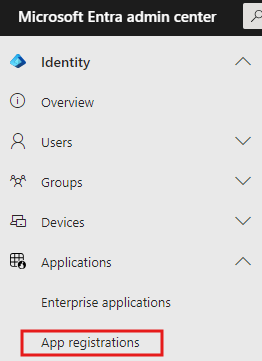 Microsoft Entra admin center
Identity
Overview
Users
Groups
Devices
Applications
Enterprise applications
App registrations